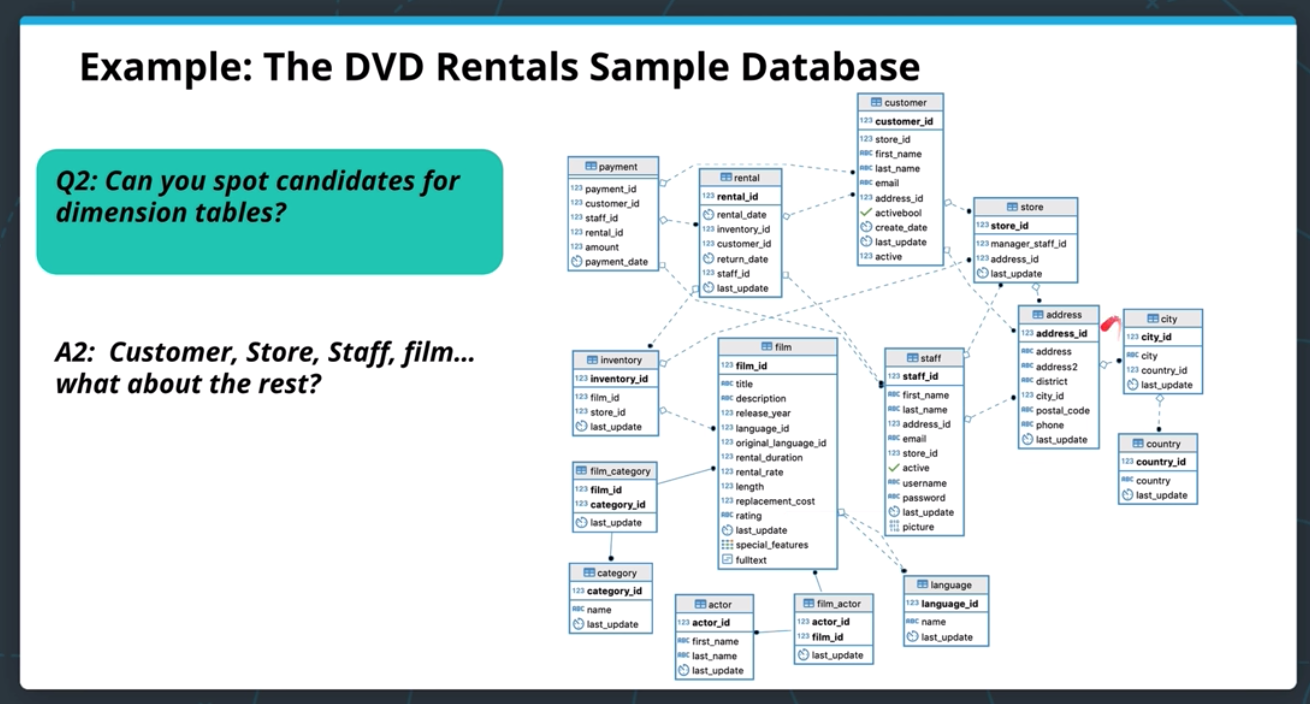 Example: The DVD Rentals Sample Database
Q2: Can you spot candidates for
dimension tables?
A2:  Customer, Store, Staff, film...
what about the rest?
payment
123 payment_id
123 customer_id
123 staff_id
123 rental_id
123 amount
payment_date
rental
123 rental_id
rental_date
123 inventory_id
123 customer_id
return_date
123 staff_id
last_update
customer
123 customer_id
123 store_id
ABC first_name
ABC last_name
ABC email
123 address_id
activebool
create_date
last_update
123 active
store
123 store_id
123 manager_staff_id
123 address_id
last_update
address
123 address_id
ABC address
ABC address2
ABC district
123 city_id
ABC postal_code
ABC phone
last_update
city
123 city_id
ABC city
123 country_id
last_update
country
123 country_id
ABC country
last_update
inventory
123 inventory_id
123 film_id
123 store_id
last_update
film
123 film_id
ABC title
ABC description
123 release_year
123 language_id
123 original_language_id
123 rental_duration
123 rental_rate
123 length
123 replacement_cost
ABC rating
last_update
special_features
fulltext
staff
123 staff_id
ABC first_name
ABC last_name
123 address_id
ABC email
123 store_id
active
ABC username
ABC password
last_update
picture
film_category
123 film_id
123 category_id
last_update
category
123 category_id
ABC name
last_update
actor
123 actor_id
ABC first_name
ABC last_name
last_update
film_actor
123 actor_id
123 film_id
last_update
language
123 language_id
ABC name
last_update